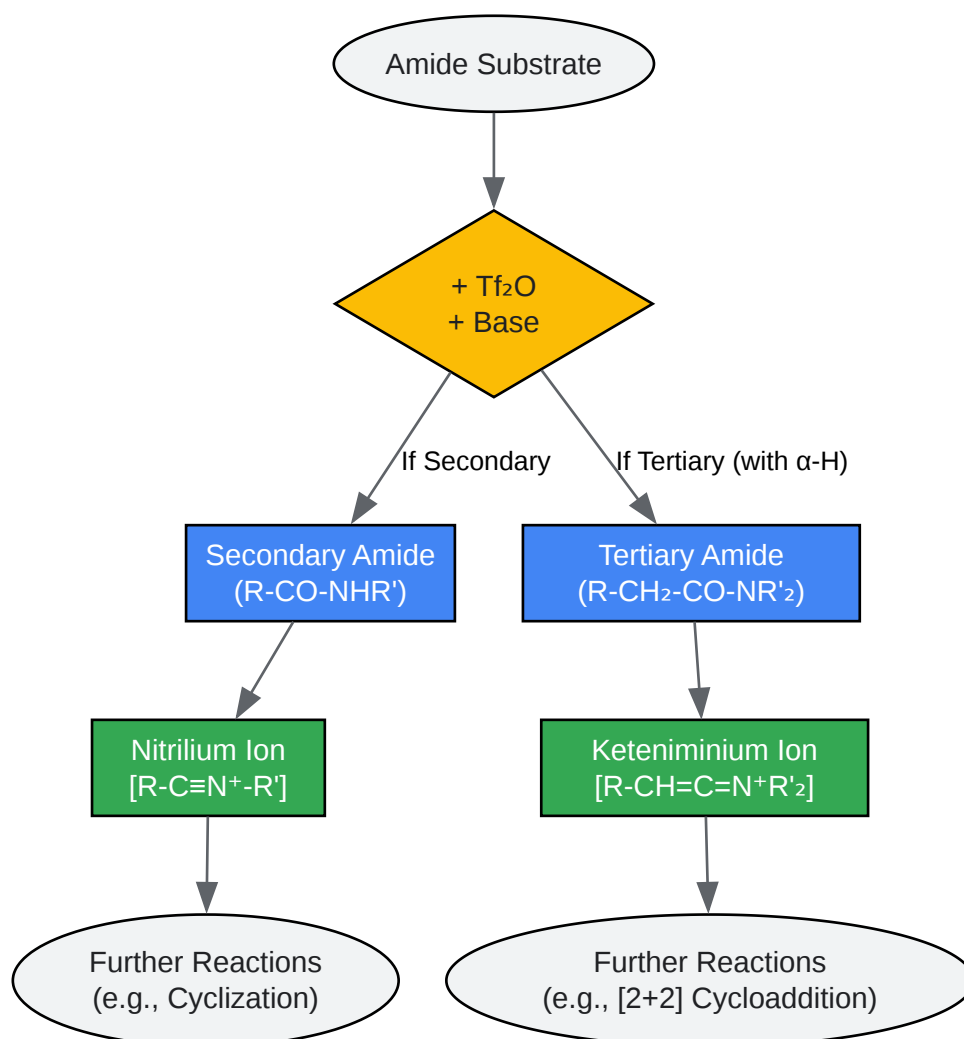 Amide Substrate
+ Tf₂O
+ Base
If Secondary
If Tertiary (with α-H)
Secondary Amide
(R-CO-NHR')
Tertiary Amide
(R-CH₂-CO-NR'₂)
Nitrilium Ion
[R-C≡N⁺-R']
Keteniminium Ion
[R-CH=C=N⁺R'₂]
Further Reactions
(e.g., Cyclization)
Further Reactions
(e.g., [2+2] Cycloaddition)